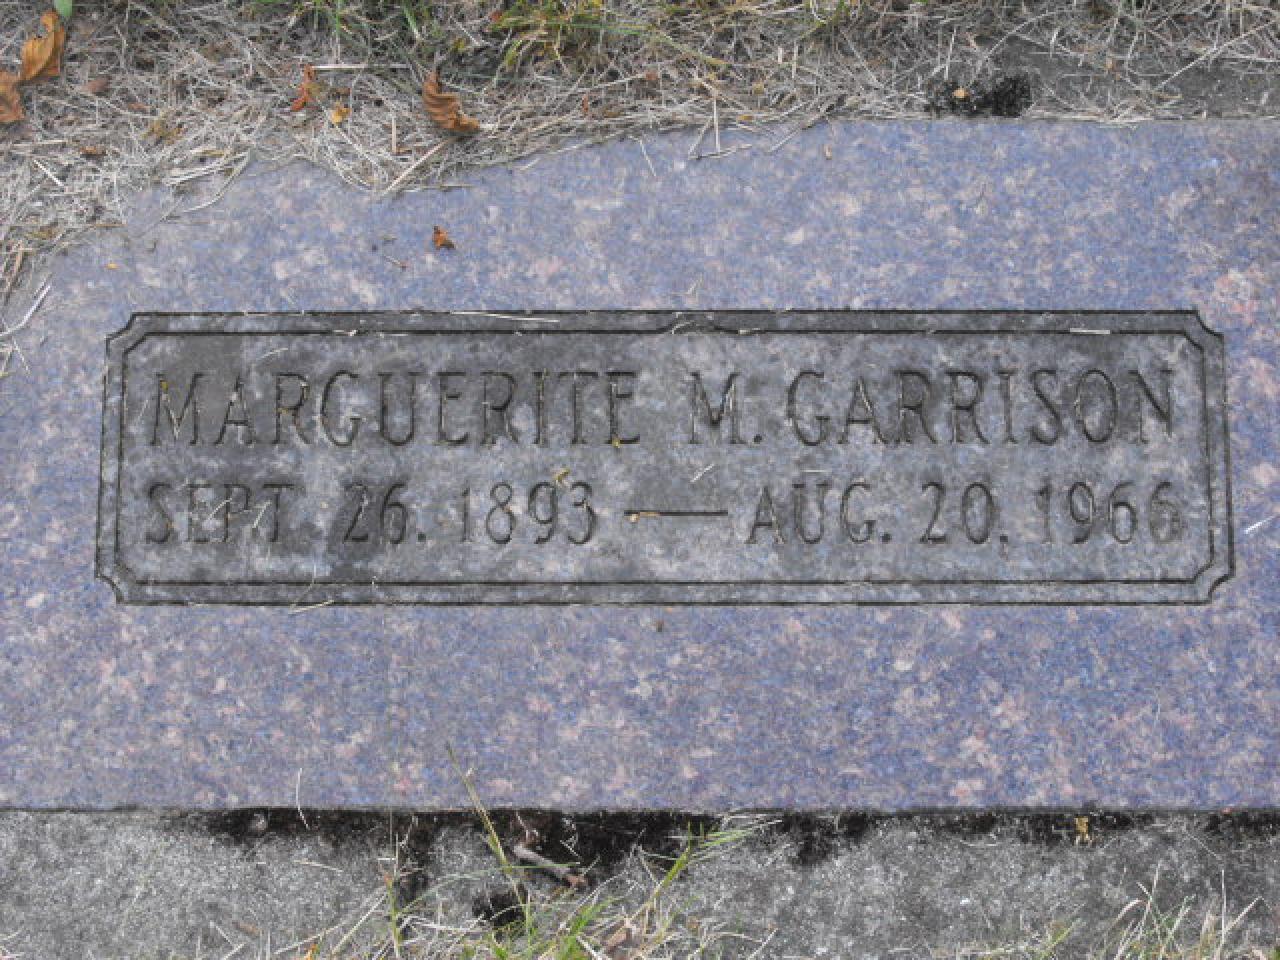 MARGUERITE M. GARRISON
SEPT. 26. 1893 — AUG. 20. 1966